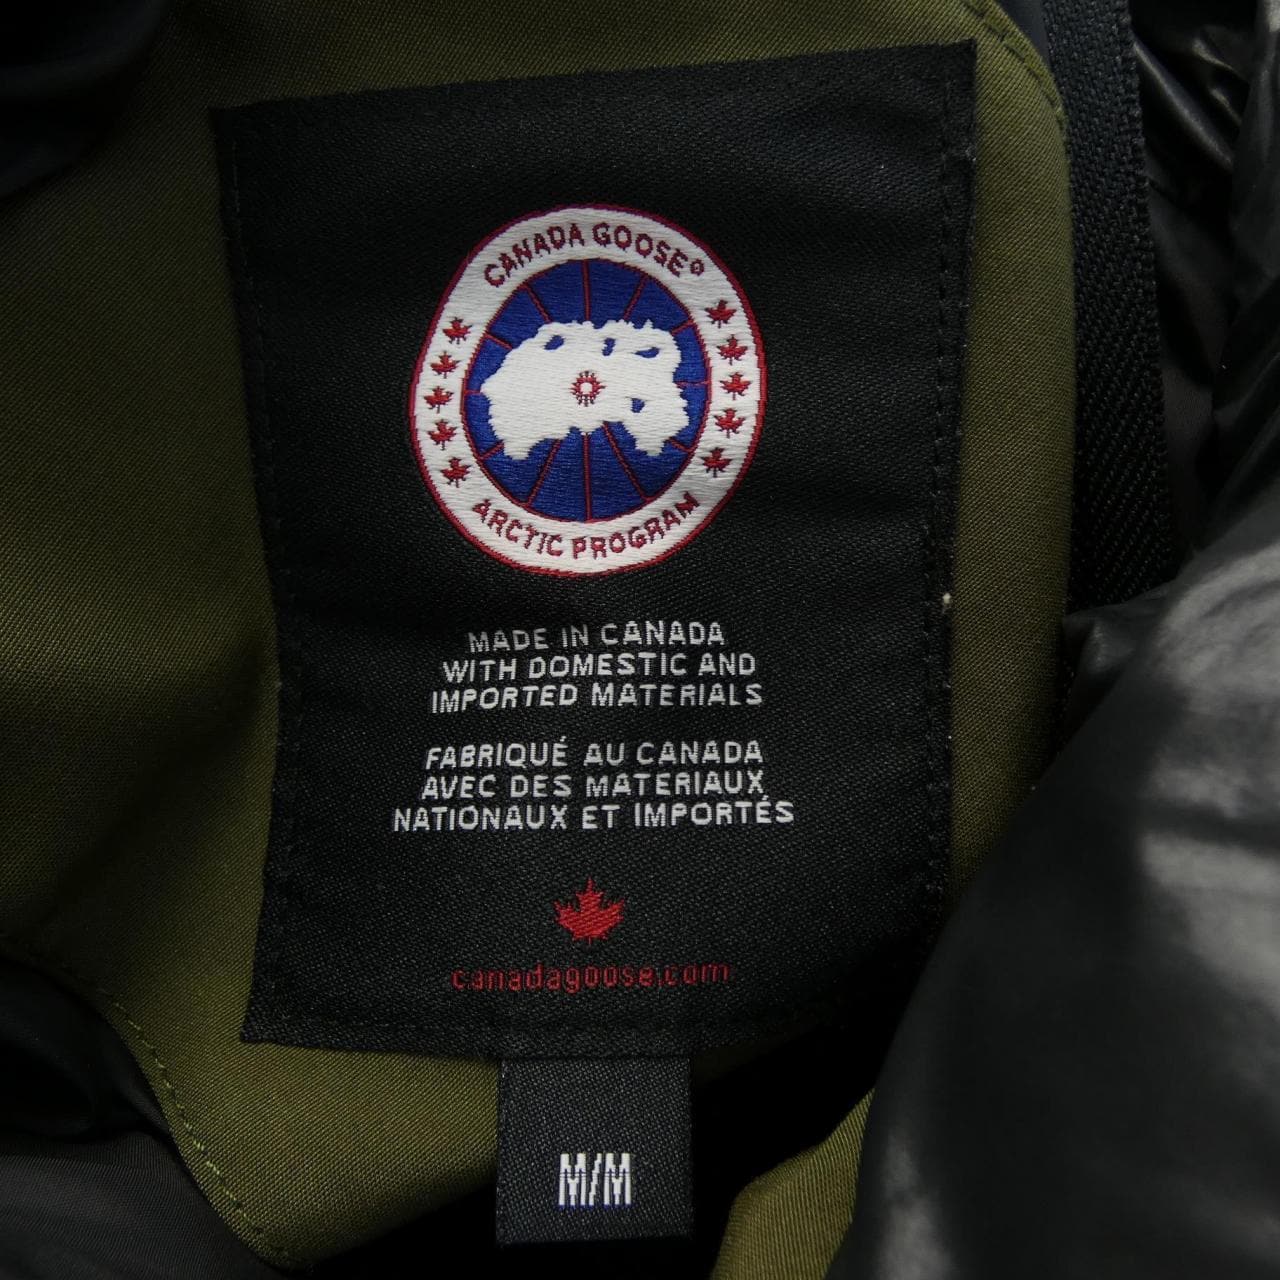 CANADA GOOSE®
ARCTIC PROGRAM
MADE IN CANADA
WITH DOMESTIC AND
IMPORTED MATERIALS
FABRIQUÉ AU CANADA
AVEC DES MATERIAUX
NATIONAUX ET IMPORTÉS
canadagoose.com
M/M